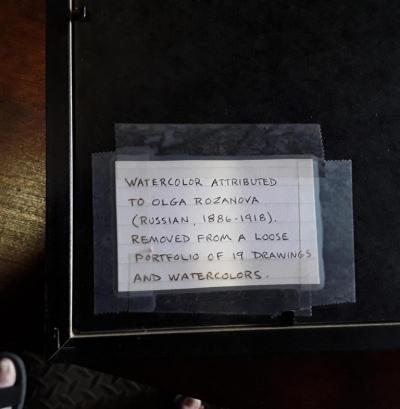 WATERCOLOR ATTRIBUTED
TO OLGA ROZANOVA
(RUSSIAN, 1886-1918).
REMOVED FROM A LOOSE
PORTFOLIO OF 19 DRAWINGS
AND WATERCOLORS.